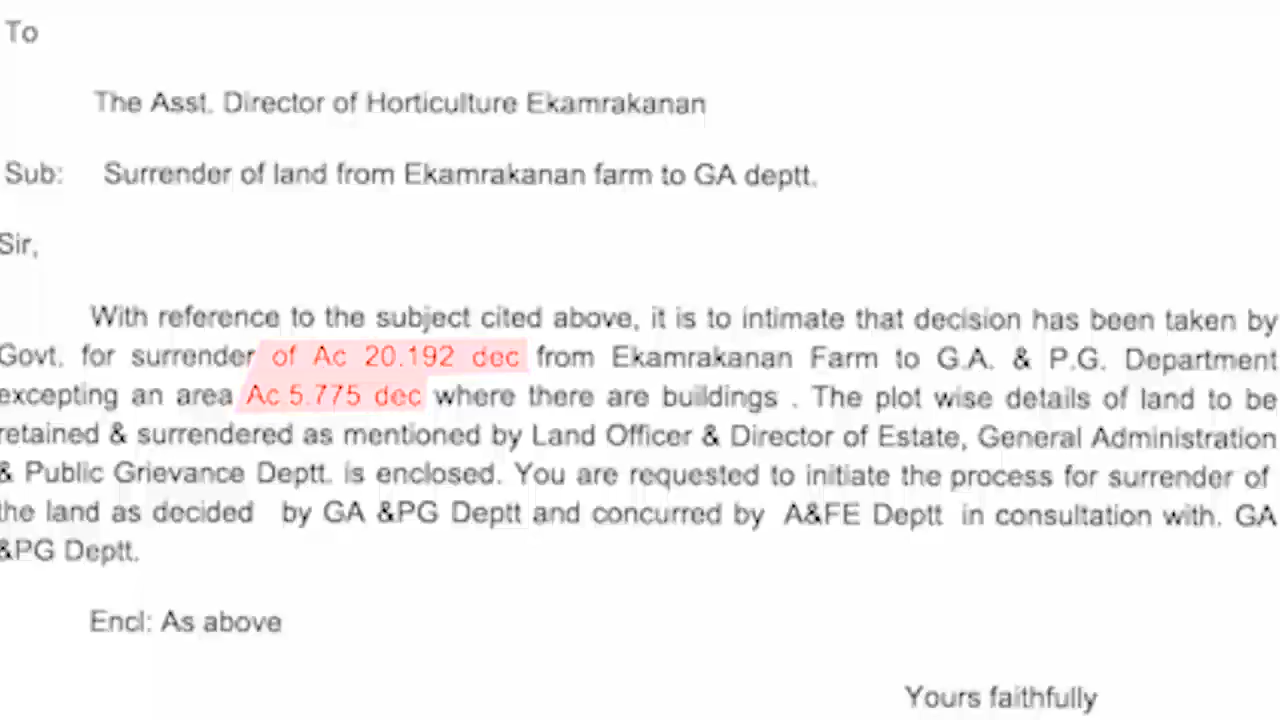 To
The Asst. Director of Horticulture Ekamrakanan
Sub: Surrender of land from Ekamrakanan farm to GA deptt.
Sir,
With reference to the subject cited above, it is to intimate that decision has been taken by
Govt. for surrender of Ac 20.192 dec from Ekamrakanan Farm to G.A. & P.G. Department
excepting an area Ac 5.775 dec where there are buildings . The plot wise details of land to be
retained & surrendered as mentioned by Land Officer & Director of Estate, General Administration
& Public Grievance Deptt. is enclosed. You are requested to initiate the process for surrender of
the land as decided by GA &PG Deptt and concurred by A&FE Deptt in consultation with. GA
&PG Deptt.
Encl: As above
Yours faithfully